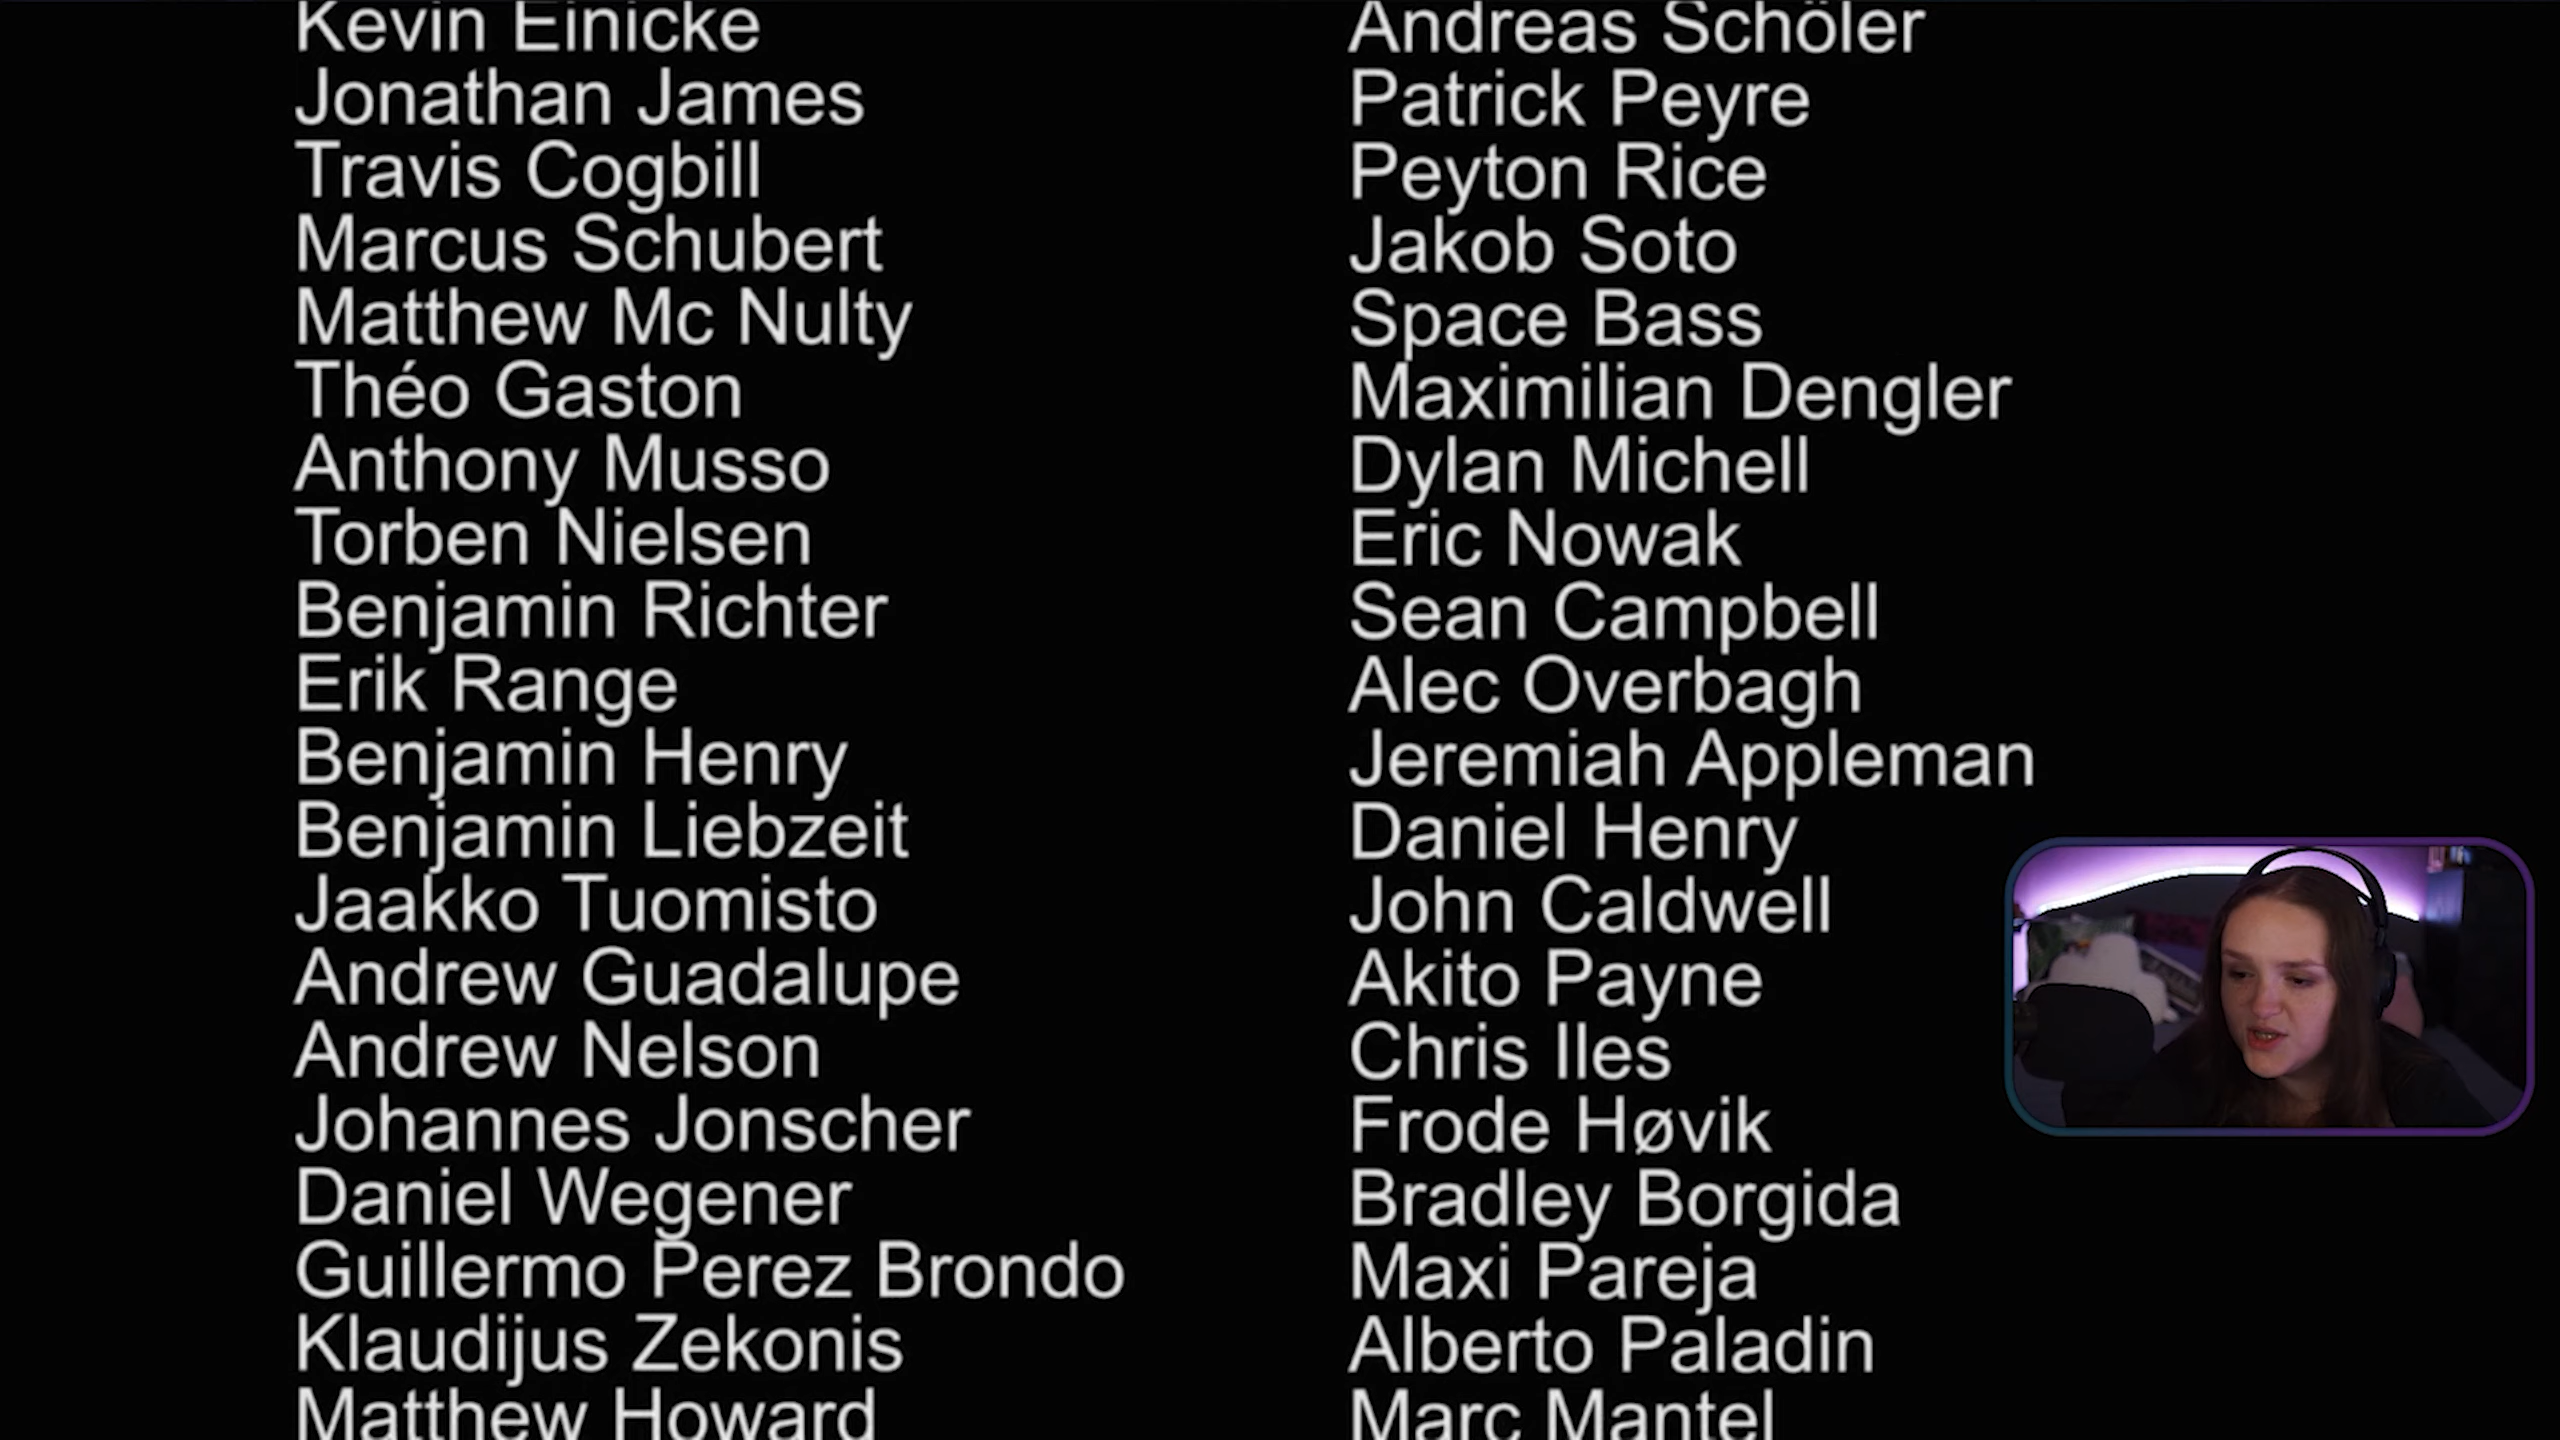 Kevin Einicke
Jonathan James
Travis Cogbill
Marcus Schubert
Matthew Mc Nulty
Théo Gaston
Anthony Musso
Torben Nielsen
Benjamin Richter
Erik Range
Benjamin Henry
Benjamin Liebzeit
Jaakko Tuomisto
Andrew Guadalupe
Andrew Nelson
Johannes Jonscher
Daniel Wegener
Guillermo Perez Brondo
Klaudijus Zekonis
Matthew Howard
Andreas Schöler
Patrick Peyre
Peyton Rice
Jakob Soto
Space Bass
Maximilian Dengler
Dylan Michell
Eric Nowak
Sean Campbell
Alec Overbagh
Jeremiah Appleman
Daniel Henry
John Caldwell
Akito Payne
Chris Iles
Frode Høvik
Bradley Borgida
Maxi Pareja
Alberto Paladin
Marc Mantel